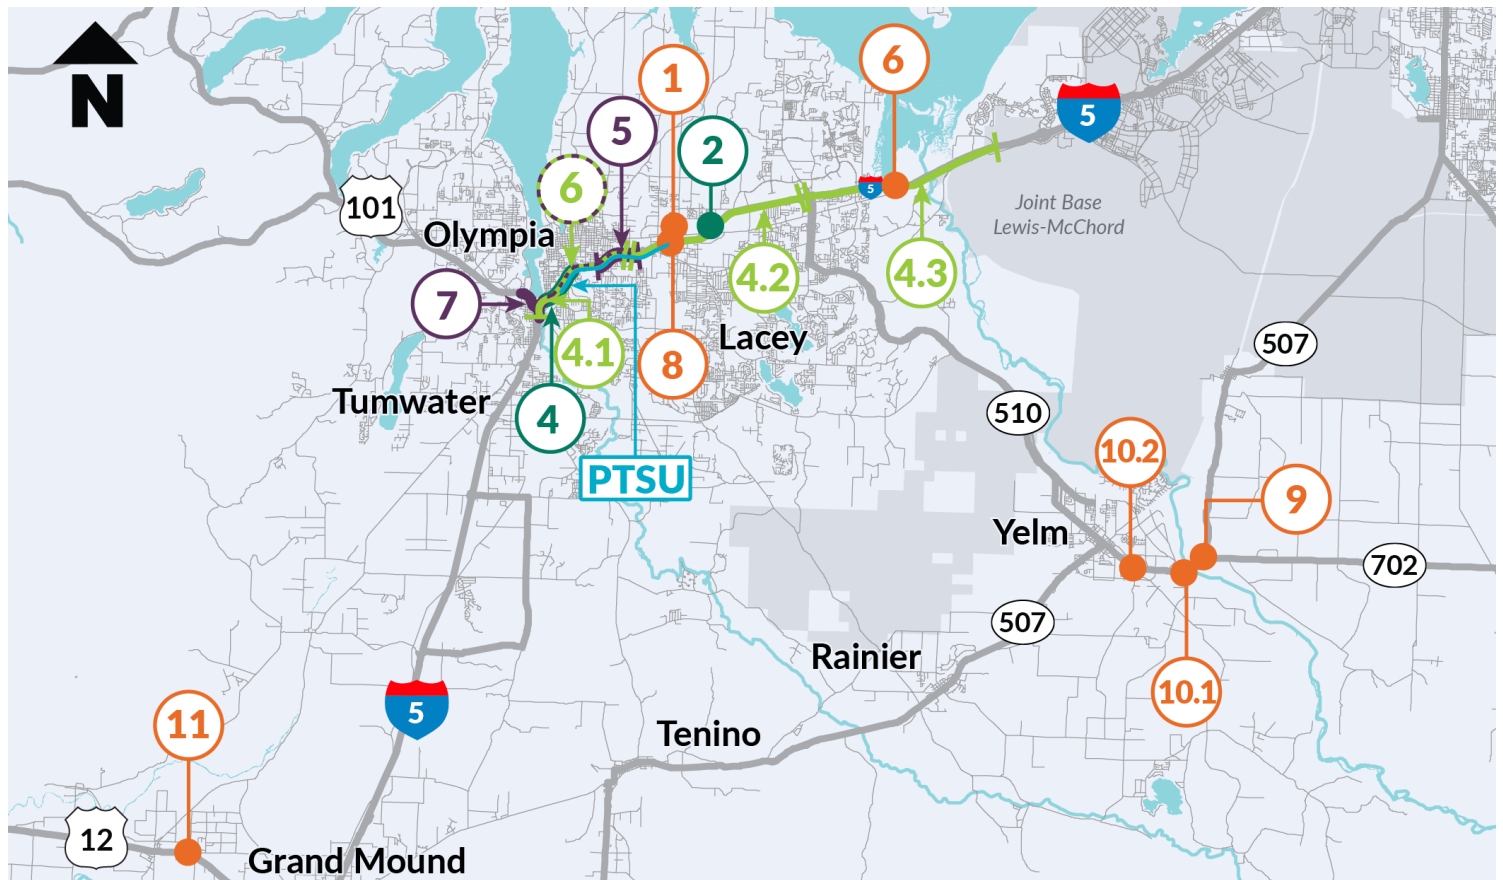 N
1
6
5
2
5
6
101
Olympia
5
Joint Base
Lewis-McChord
4.2
4.3
7
4.1
Lacey
8
507
Tumwater
4
510
10.2
PTSU
9
Yelm
702
507
Rainier
10.1
5
11
Tenino
12
Grand Mound